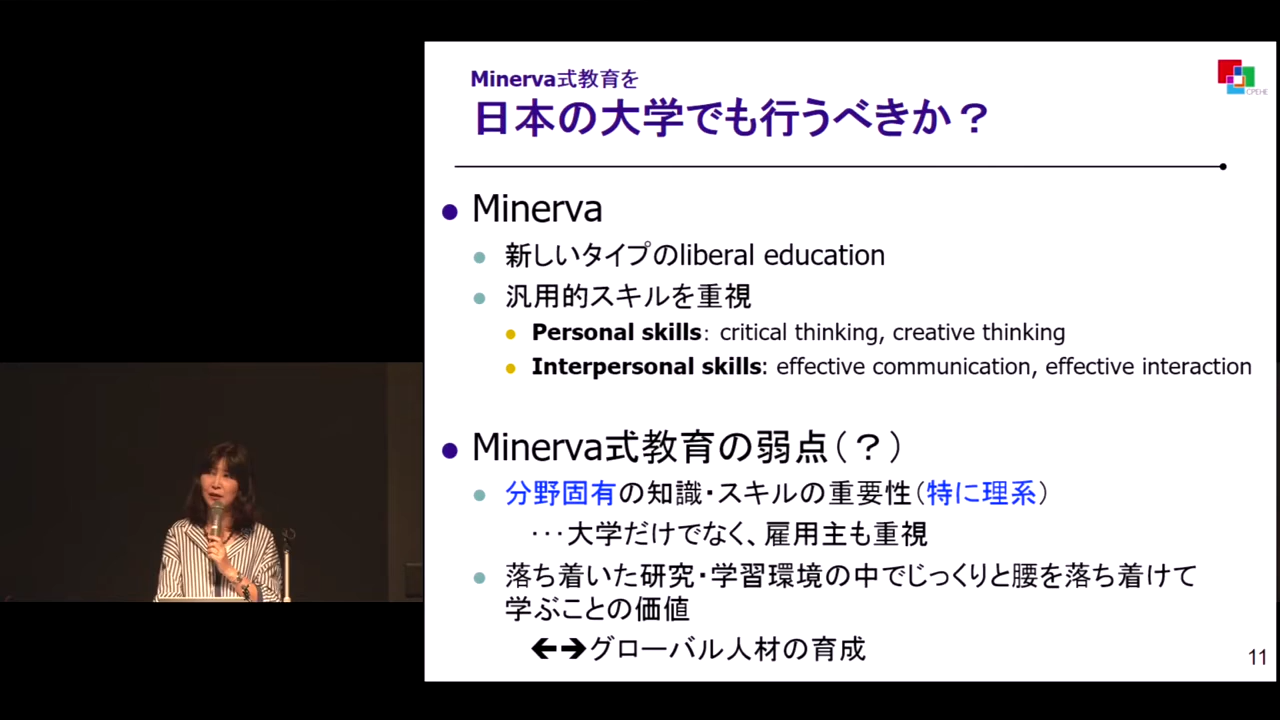 Minerva式教育を
日本の大学でも行うべきか？
CPEHE
Minerva
新しいタイプのliberal education
汎用的スキルを重視
Personal skills: critical thinking, creative thinking
Interpersonal skills: effective communication, effective interaction
Minerva式教育の弱点(？)
分野固有の知識・スキルの重要性(特に理系)
･･･大学だけでなく、雇用主も重視
落ち着いた研究・学習環境の中でじっくりと腰を落ち着けて
学ぶことの価値
←→グローバル人材の育成
11